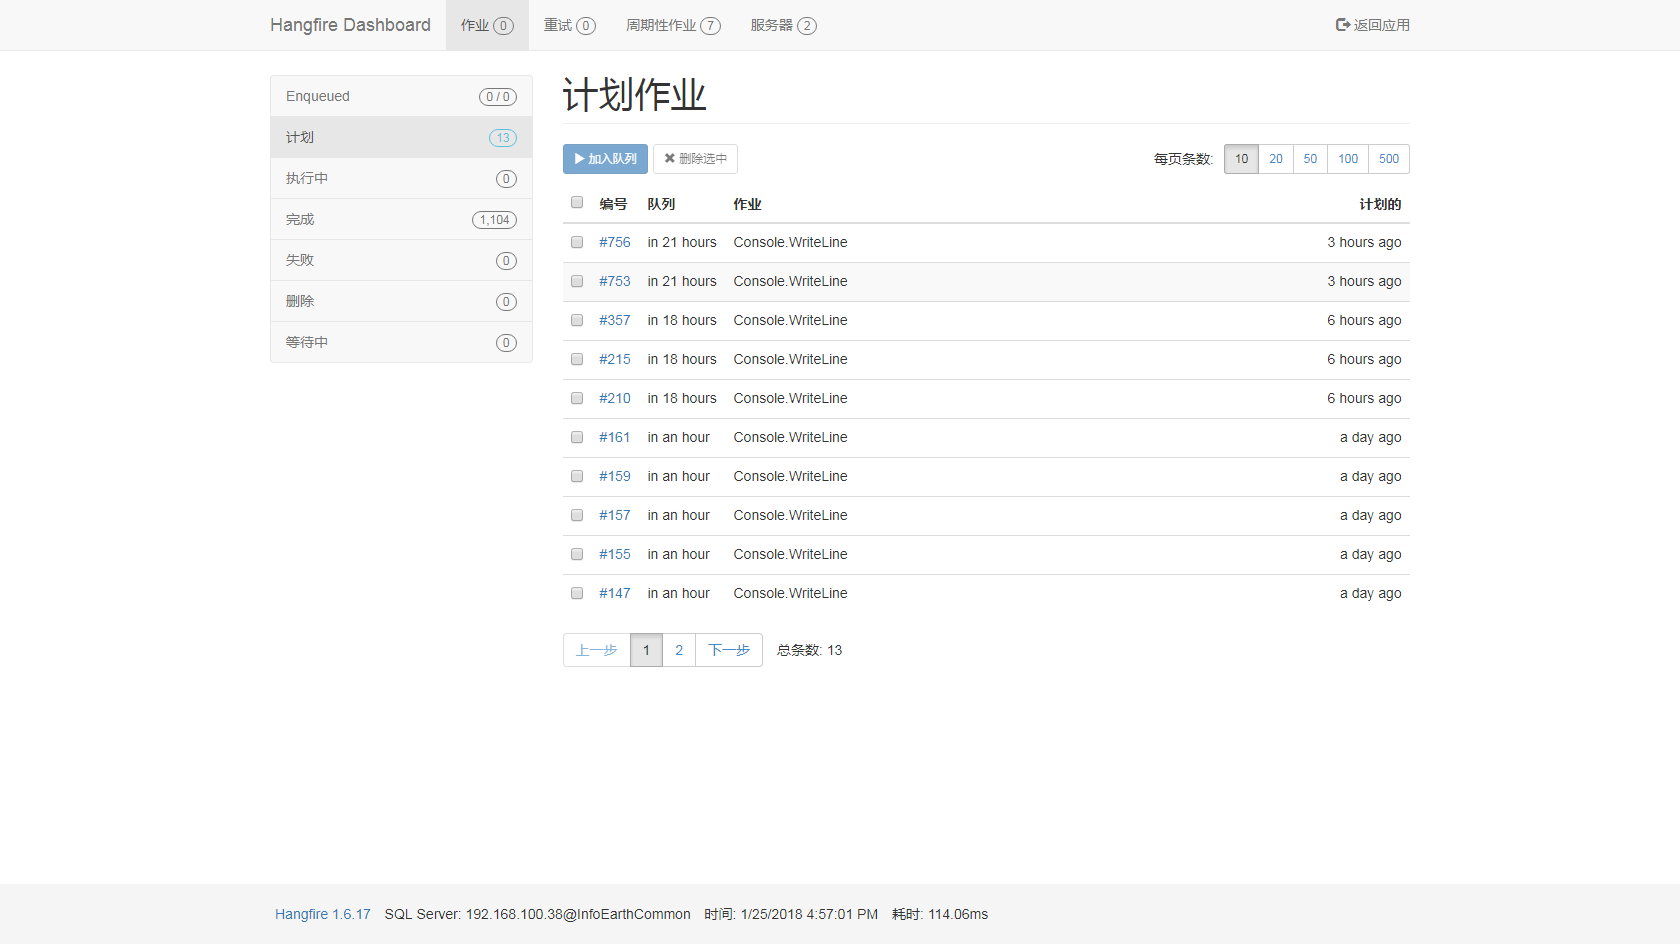 Hangfire Dashboard 作业 0 重试 0 周期性作业 7 服务器 2 返回应用
Enqueued 0 / 0
计划 13
执行中 0
完成 1,104
失败 0
删除 0
等待中 0
计划作业
加入队列 删除选中 每页条数: 10 20 50 100 500
编号 队列 作业 计划的
#756 in 21 hours Console.WriteLine 3 hours ago
#753 in 21 hours Console.WriteLine 3 hours ago
#357 in 18 hours Console.WriteLine 6 hours ago
#215 in 18 hours Console.WriteLine 6 hours ago
#210 in 18 hours Console.WriteLine 6 hours ago
#161 in an hour Console.WriteLine a day ago
#159 in an hour Console.WriteLine a day ago
#157 in an hour Console.WriteLine a day ago
#155 in an hour Console.WriteLine a day ago
#147 in an hour Console.WriteLine a day ago
上一步 1 2 下一步 总条数: 13
Hangfire 1.6.17 SQL Server: 192.168.100.38@InfoEarthCommon 时间: 1/25/2018 4:57:01 PM 耗时: 114.06ms